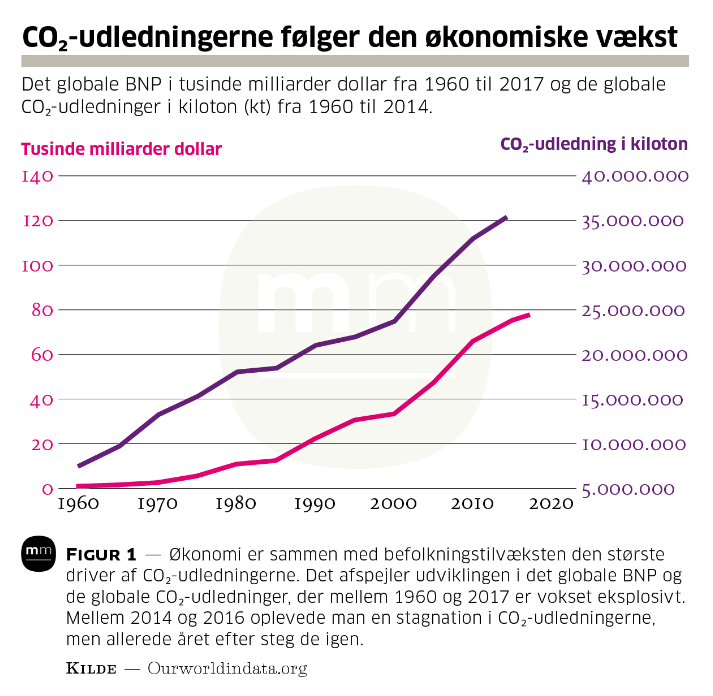 CO₂-udledningerne følger den økonomiske vækst
Det globale BNP i tusinde milliarder dollar fra 1960 til 2017 og de globale
CO₂-udledninger i kiloton (kt) fra 1960 til 2014.
Tusinde milliarder dollar
CO₂-udledning i kiloton
140 40.000.000
120 35.000.000
100 30.000.000
mm
80 25.000.000
60 20.000.000
40 15.000.000
20 10.000.000
0 5.000.000
1960 1970 1980 1990 2000 2010 2020
mm
FIGUR 1 — Økonomi er sammen med befolkningstilvæksten den største
driver af CO₂-udledningerne. Det afspejler udviklingen i det globale BNP og
de globale CO₂-udledninger, der mellem 1960 og 2017 er vokset eksplosivt.
Mellem 2014 og 2016 oplevede man en stagnation i CO₂-udledningerne,
men allerede året efter steg de igen.
KILDE — Ourworldindata.org